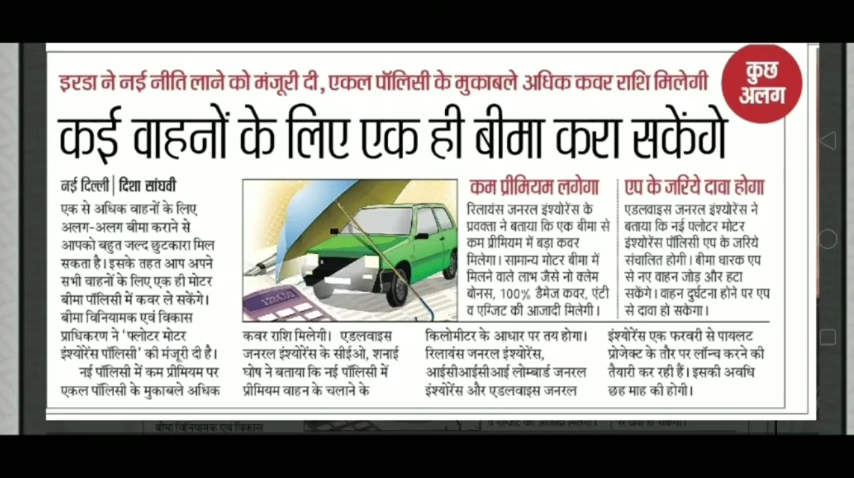 इरडा ने नई नीति लाने को मंजूरी दी, एकल पॉलिसी के मुकाबले अधिक कवर राशि मिलेगी
कुछ
अलग
कई वाहनों के लिए एक ही बीमा करा सकेंगे
नई दिल्ली | दिशा सांघवी
एक से अधिक वाहनों के लिए
अलग-अलग बीमा कराने से
आपको बहुत जल्द छुटकारा मिल
सकता है। इसके तहत आप अपने
सभी वाहनों के लिए एक ही मोटर
बीमा पॉलिसी में कवर ले सकेंगे।
बीमा विनियामक एवं विकास
प्राधिकरण ने 'फ्लोटर मोटर
इंश्योरेंस पॉलिसी' की मंजूरी दी है।
नई पॉलिसी में कम प्रीमियम पर
एकल पॉलिसी के मुकाबले अधिक
कवर राशि मिलेगी। एडलवाइस
जनरल इंश्योरेंस के सीईओ, शनाई
घोष ने बताया कि नई पॉलिसी में
प्रीमियम वाहन के चलाने के
किलोमीटर के आधार पर तय होगा।
रिलायंस जनरल इंश्योरेंस,
आईसीआईसीआई लोम्बार्ड जनरल
इंश्योरेंस और एडलवाइस जनरल
इंश्योरेंस एक फरवरी से पायलट
प्रोजेक्ट के तौर पर लॉन्च करने की
तैयारी कर रही हैं। इसकी अवधि
छह माह की होगी।
कम प्रीमियम लगेगा
रिलायंस जनरल इंश्योरेंस के
प्रवक्ता ने बताया कि एक बीमा से
कम प्रीमियम में बड़ा कवर
मिलेगा। सामान्य मोटर बीमा में
मिलने वाले लाभ जैसे नो क्लेम
बोनस, 100% डैमेज कवर, एंटी
व एग्जिट की आजादी मिलेगी।
एप के जरिये दावा होगा
एडलवाइस जनरल इंश्योरेंस ने
बताया कि नई फ्लोटर मोटर
इंश्योरेंस पॉलिसी एप के जरिये
संचालित होगी। बीमा धारक एप
से नए वाहन जोड़ और हटा
सकेंगे। वाहन दुर्घटना होने पर एप
से दावा हो सकेगा।
बीमा विनियामक एवं विकास